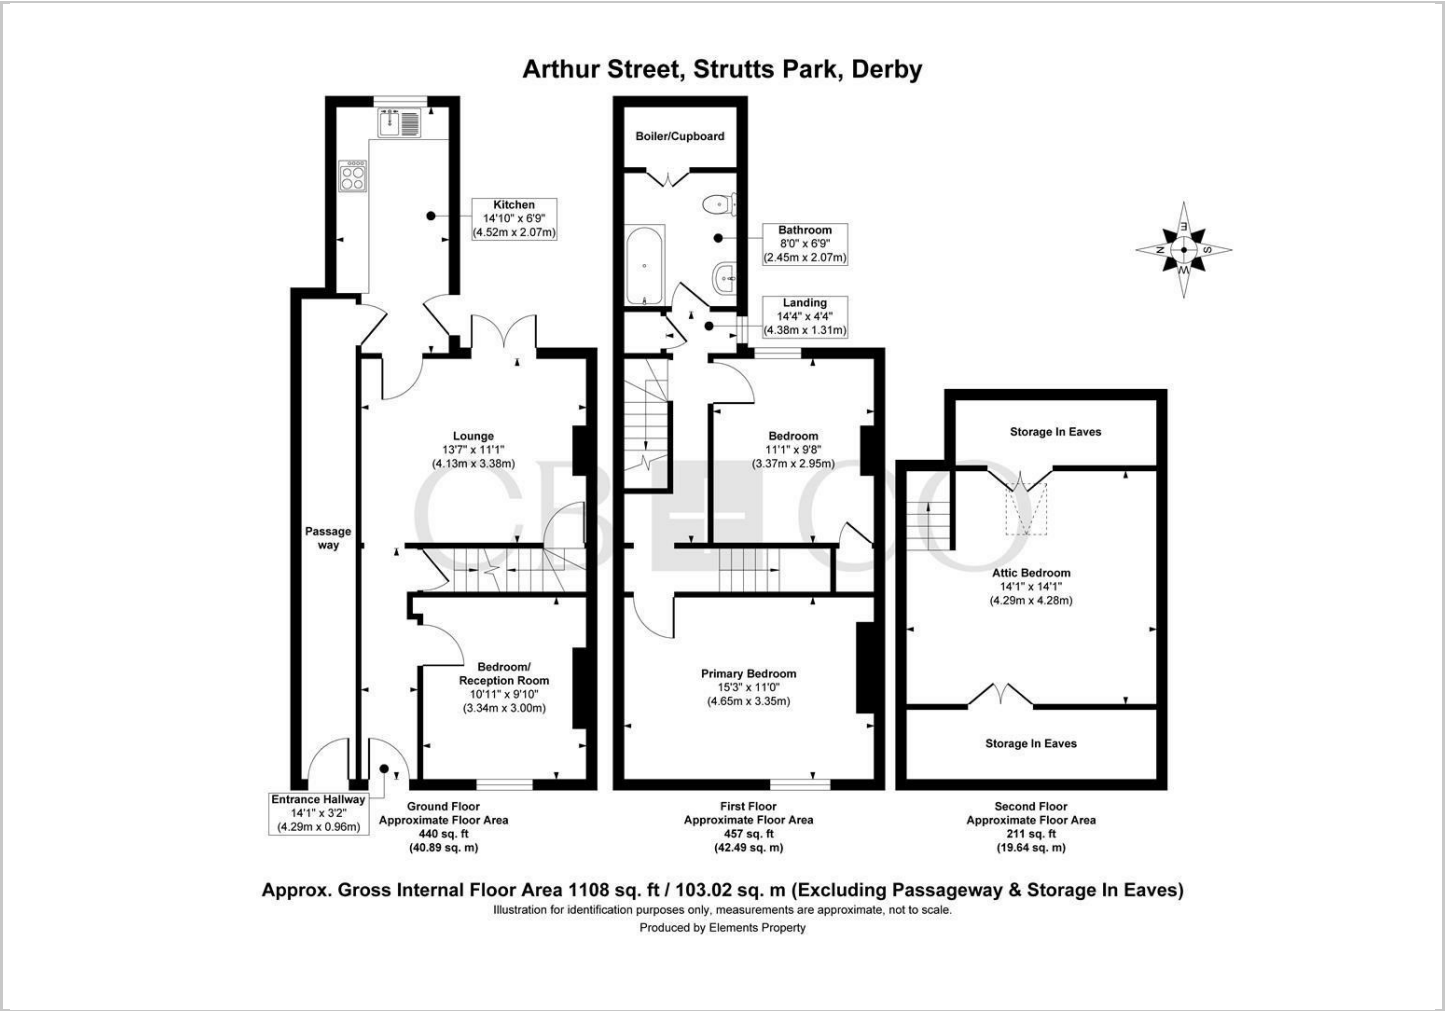 Arthur Street, Strutts Park, Derby
Kitchen
14'10" x 6'9"
(4.52m x 2.07m)
Lounge
13'7" x 11'1"
(4.13m x 3.38m)
Passage
way
Bedroom/
Reception Room
10'11" x 9'10"
(3.34m x 3.00m)
Entrance Hallway
14'1" x 3'2"
(4.29m x 0.96m)
Ground Floor
Approximate Floor Area
440 sq. ft
(40.89 sq. m)
Boiler/Cupboard
Bathroom
8'0" x 6'9"
(2.45m x 2.07m)
Landing
14'4" x 4'4"
(4.38m x 1.31m)
Bedroom
11'1" x 9'8"
(3.37m x 2.95m)
Primary Bedroom
15'3" x 11'0"
(4.65m x 3.35m)
First Floor
Approximate Floor Area
457 sq. ft
(42.49 sq. m)
E
N
S
W
Storage In Eaves
Attic Bedroom
14'1" x 14'1"
(4.29m x 4.28m)
Storage In Eaves
Second Floor
Approximate Floor Area
211 sq. ft
(19.64 sq. m)
CB+CO
Approx. Gross Internal Floor Area 1108 sq. ft / 103.02 sq. m (Excluding Passageway & Storage In Eaves)
Illustration for identification purposes only, measurements are approximate, not to scale.
Produced by Elements Property